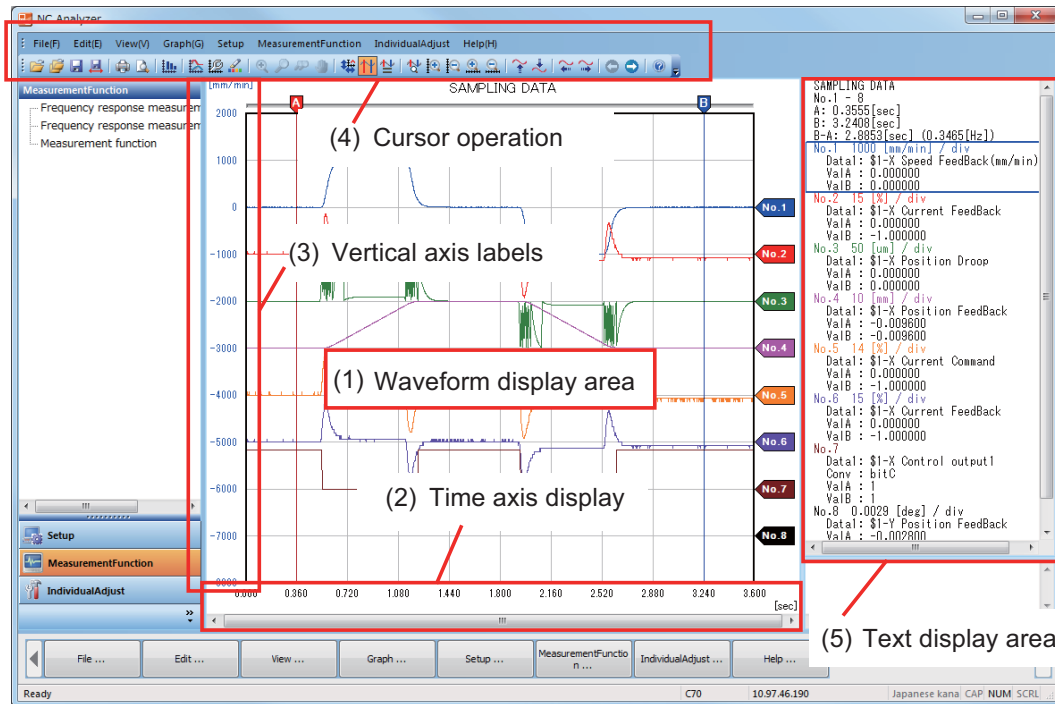 NC Analyzer
File(F) Edit(E) View(V) Graph(G) Setup MeasurementFunction IndividualAdjust Help(H)
MeasurementFunction
Frequency response measurem
Frequency response measurem
Measurement function
Setup
MeasurementFunction
IndividualAdjust
[mm/min]
SAMPLING DATA
A
B
2000
1000
0
-1000
-2000
-3000
-4000
-5000
-6000
-7000
-8000
(4) Cursor operation
(3) Vertical axis labels
(1) Waveform display area
(2) Time axis display
No.1
No.2
No.3
No.4
No.5
No.6
No.7
No.8
0.000 0.360 0.720 1.080 1.440 1.800 2.160 2.520 2.880 3.240 3.600
[sec]
SAMPLING DATA
No.1 - 8
A: 0.3555[sec]
B: 3.2408[sec]
B-A: 2.8853[sec] (0.3465[Hz])
No.1 1000 [mm/min] / div
Data1: $1-X Speed FeedBack(mm/min)
ValA : 0.000000
ValB : 0.000000
No.2 15 [%] / div
Data1: $1-X Current FeedBack
ValA : 0.000000
ValB : -1.000000
No.3 50 [um] / div
Data1: $1-X Position Droop
ValA : 0.000000
ValB : 0.000000
No.4 10 [mm] / div
Data1: $1-X Position FeedBack
ValA : -0.009600
ValB : -0.009600
No.5 14 [%] / div
Data1: $1-X Current Command
ValA : 0.000000
ValB : -1.000000
No.6 15 [%] / div
Data1: $1-X Current FeedBack
ValA : 0.000000
ValB : -1.000000
No.7
Data1: $1-X Control output1
Conv : bitC
ValA : 1
ValB : 1
No.8 0.0029 [deg] / div
Data1: $1-Y Position FeedBack
ValA : -0.002800
(5) Text display area
File ... Edit ... View ... Graph ... Setup ... MeasurementFunctio
n ... IndividualAdjust ... Help ...
Ready C70 10.97.46.190 Japanese kana CAP NUM SCRL